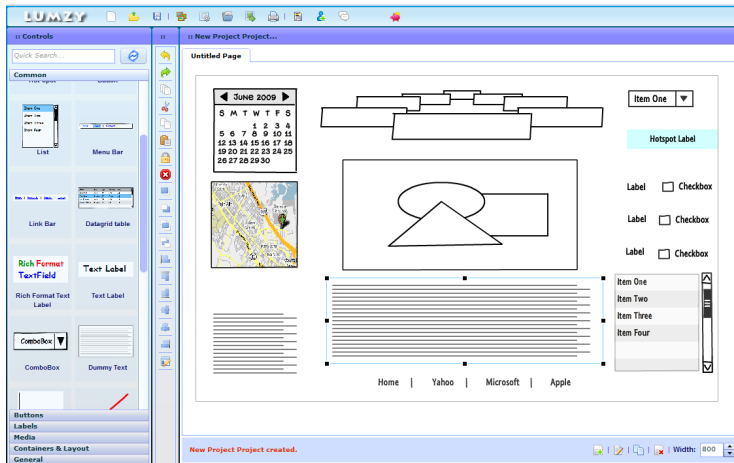 LUMZY
:: Controls
::
:: New Project Project...
Quick Search...
Untitled Page
Common
List
Menu Bar
Link Bar
Datagrid table
Rich Format
TextField
Text Label
Rich Format Text
Label
Text Label
ComboBox
ComboBox
Dummy Text
Buttons
Labels
Media
Containers & Layout
General
JUNE 2009
S M T W T F S
1 2 3 4
5 6 7 8 9 10 11
12 13 14 15 16 17 18
19 20 21 22 23 24 25
26 27 28 29 30
Item One
Hotspot Label
Label Checkbox
Label Checkbox
Label Checkbox
Item One
Item Two
Item Three
Item Four
Home | Yahoo | Microsoft | Apple
New Project Project created.
Width: 800